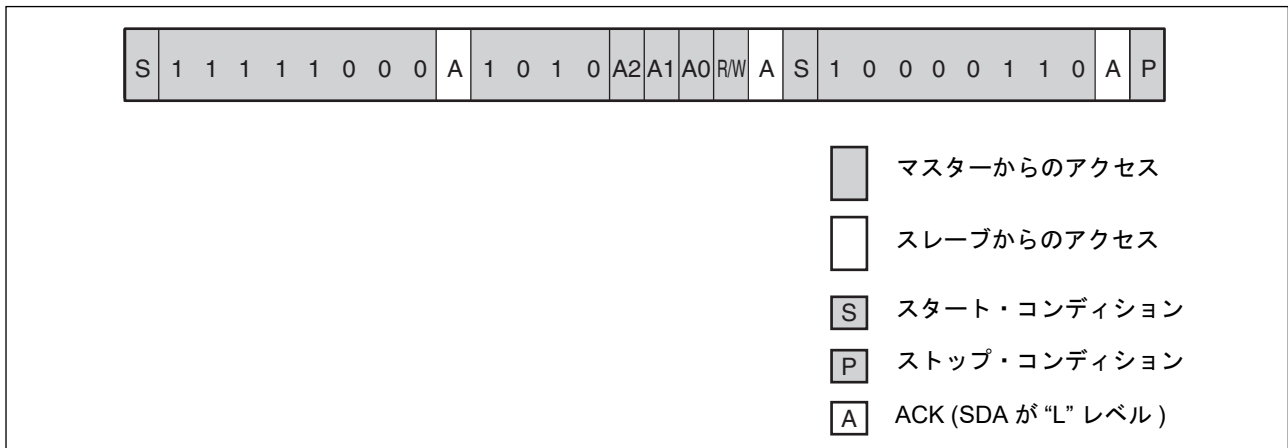 S 1 1 1 1 1 0 0 0 A 1 0 1 0 A2 A1 A0 R/W A S 1 0 0 0 0 1 1 0 A P
マスターからのアクセス
スレーブからのアクセス
S スタート・コンディション
P ストップ・コンディション
A ACK (SDA が “L” レベル )